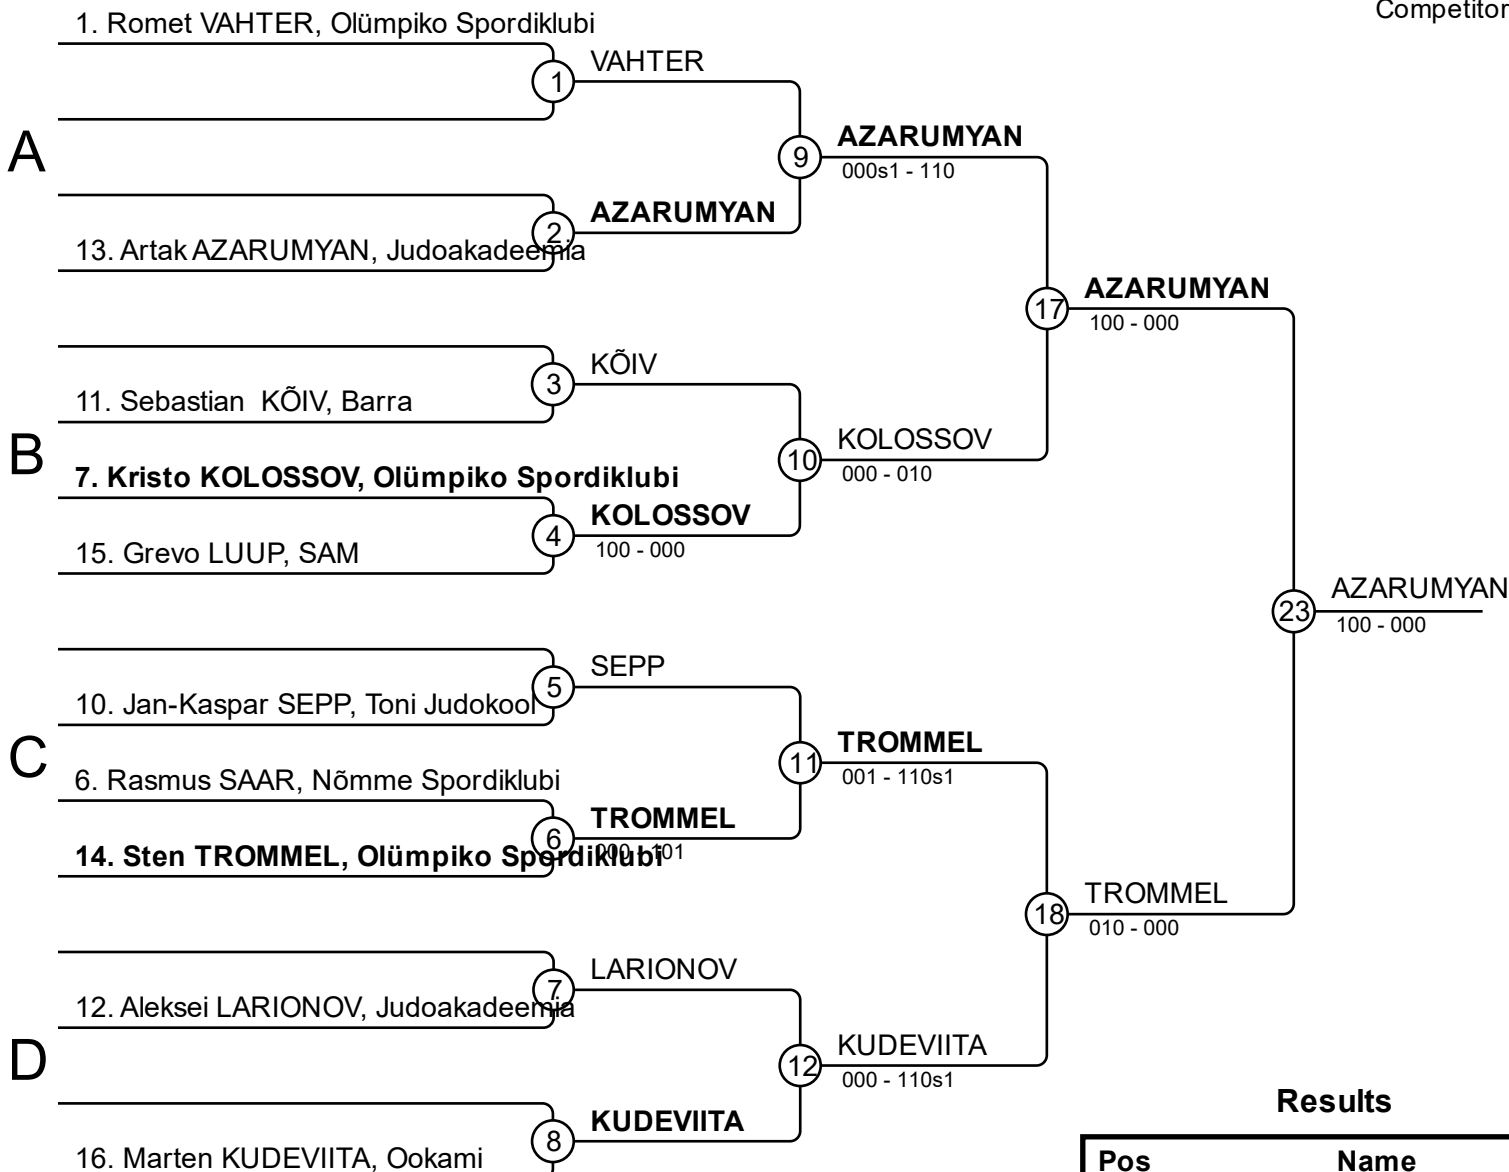 Competitor
1. Romet VAHTER, Olümpiko Spordiklubi
1
VAHTER
A
9
AZARUMYAN
000s1 - 110
2
AZARUMYAN
13. Artak AZARUMYAN, Judoakadeemia
17
AZARUMYAN
100 - 000
3
KÕIV
11. Sebastian KÕIV, Barra
B
10
KOLOSSOV
000 - 010
7. Kristo KOLOSSOV, Olümpiko Spordiklubi
4
KOLOSSOV
100 - 000
15. Grevo LUUP, SAM
23
AZARUMYAN
100 - 000
5
SEPP
10. Jan-Kaspar SEPP, Toni Judokool
C
11
TROMMEL
001 - 110s1
6. Rasmus SAAR, Nõmme Spordiklubi
6
TROMMEL
000 - 101
14. Sten TROMMEL, Olümpiko Spordiklubi
18
TROMMEL
010 - 000
7
LARIONOV
12. Aleksei LARIONOV, Judoakadeemia
D
12
KUDEVIITA
000 - 110s1
8
KUDEVIITA
16. Marten KUDEVIITA, Ookami
Results
Pos Name